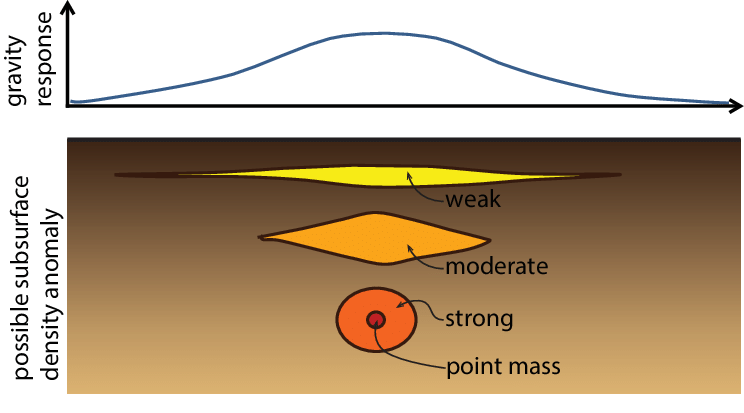 gravity
response
possible subsurface
density anomaly
weak
moderate
strong
point mass